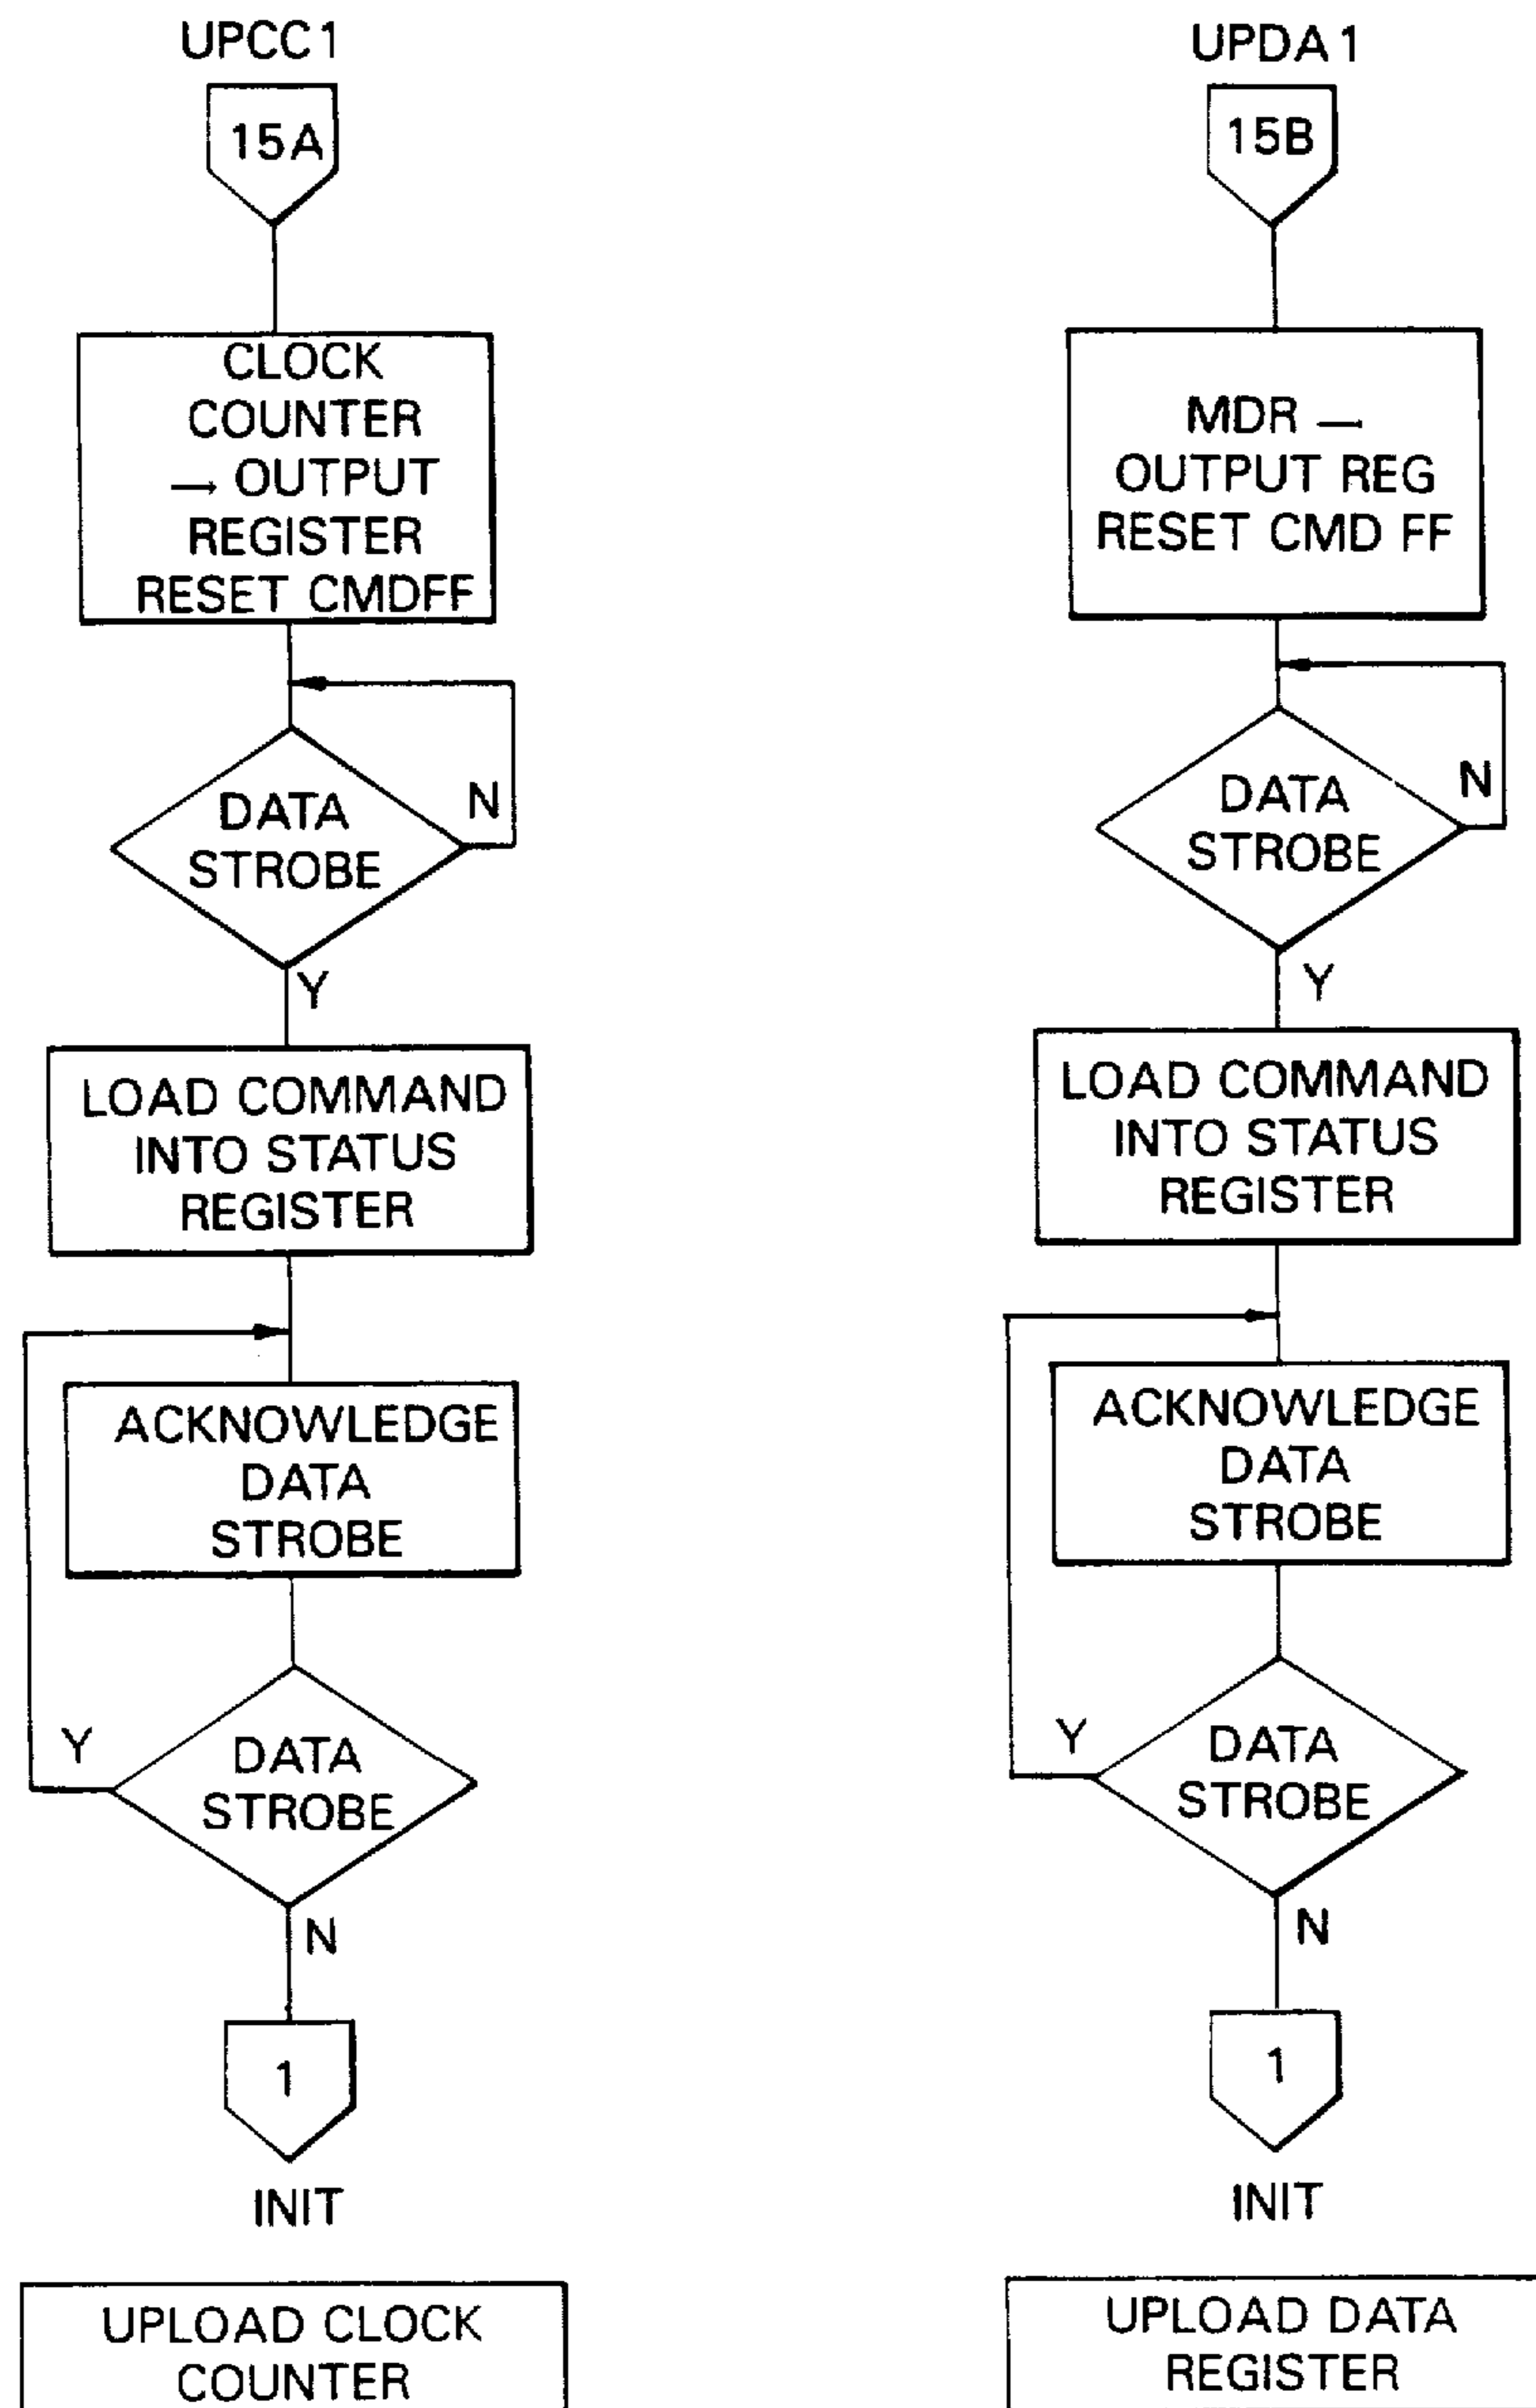 UPCC1
15A
CLOCK
COUNTER
→ OUTPUT
REGISTER
RESET CMDFF
DATA
STROBE
N
Y
LOAD COMMAND
INTO STATUS
REGISTER
ACKNOWLEDGE
DATA
STROBE
DATA
STROBE
Y
N
1
INIT
UPLOAD CLOCK
COUNTER
UPDA1
15B
MDR →
OUTPUT REG
RESET CMD FF
DATA
STROBE
N
Y
LOAD COMMAND
INTO STATUS
REGISTER
ACKNOWLEDGE
DATA
STROBE
DATA
STROBE
Y
N
1
INIT
UPLOAD DATA
REGISTER